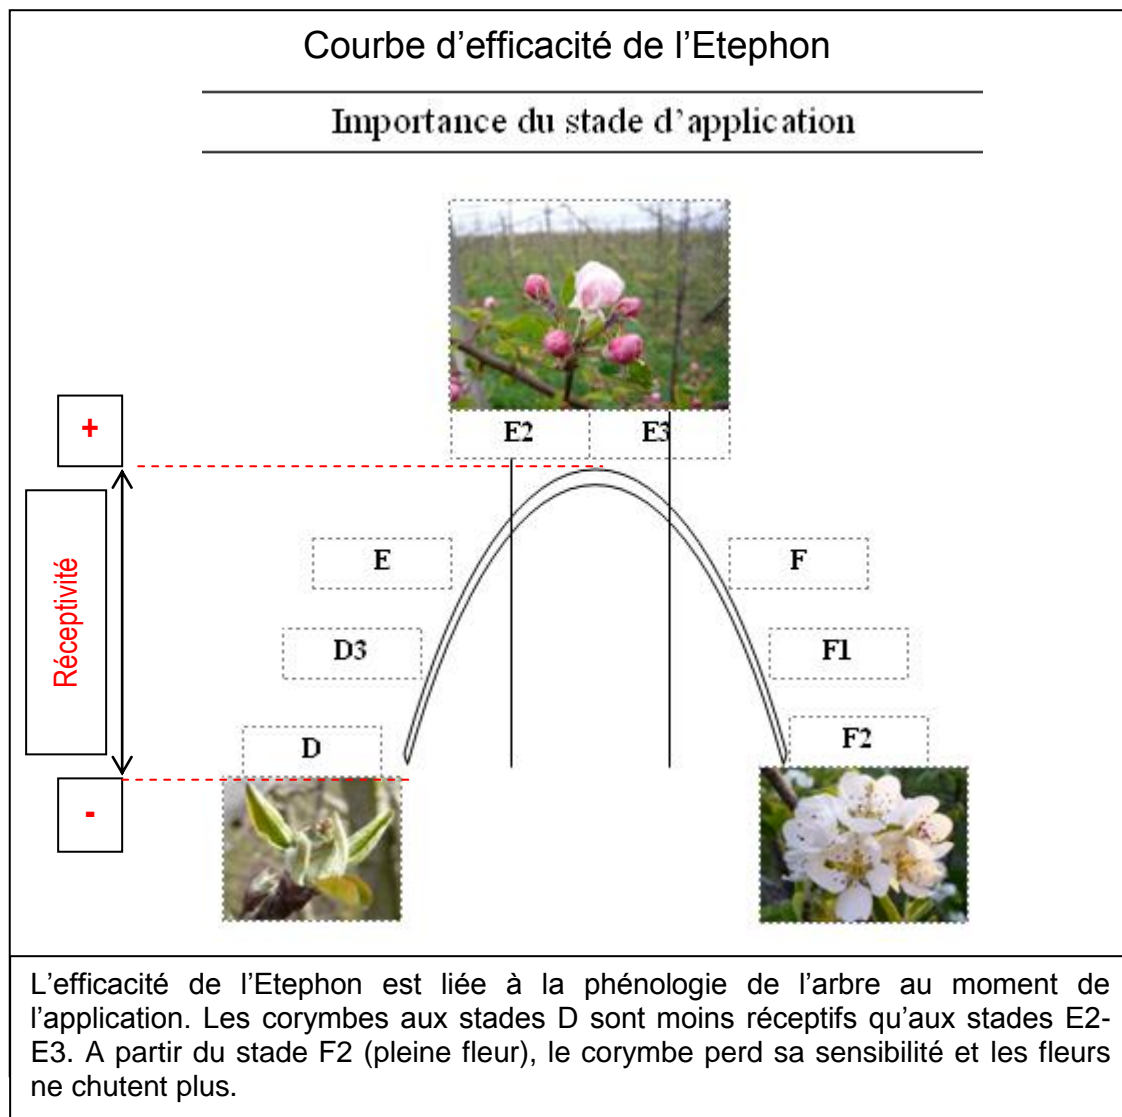 Courbe d'efficacité de l'Etephon
Importance du stade d'application
+
E2
E3
E
F
Réceptivité
D3
F1
D
F2
-
L'efficacité de l'Etephon est liée à la phénologie de l'arbre au moment de
l'application. Les corymbes aux stades D sont moins réceptifs qu'aux stades E2-
E3. A partir du stade F2 (pleine fleur), le corymbe perd sa sensibilité et les fleurs
ne chutent plus.